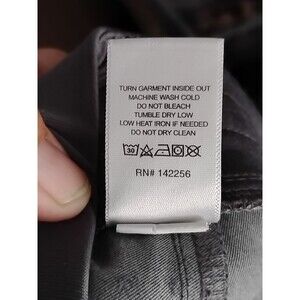 TURN GARMENT INSIDE OUT
MACHINE WASH COLD
DO NOT BLEACH
TUMBLE DRY LOW
LOW HEAT IRON IF NEEDED
DO NOT DRY CLEAN
30
RN# 142256